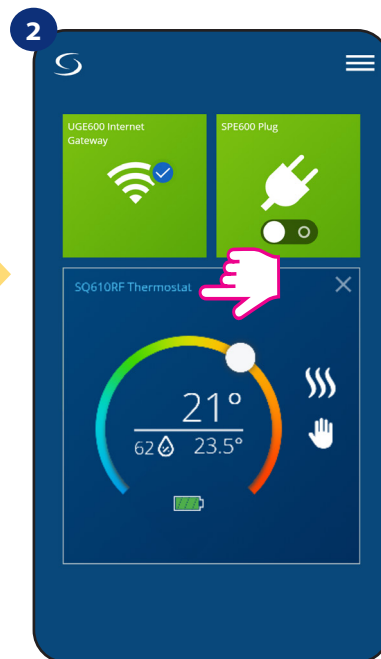 2
UGE600 Internet
Gateway
SPE600 Plug
SQ610RF Thermostat
21°
62 23.5°